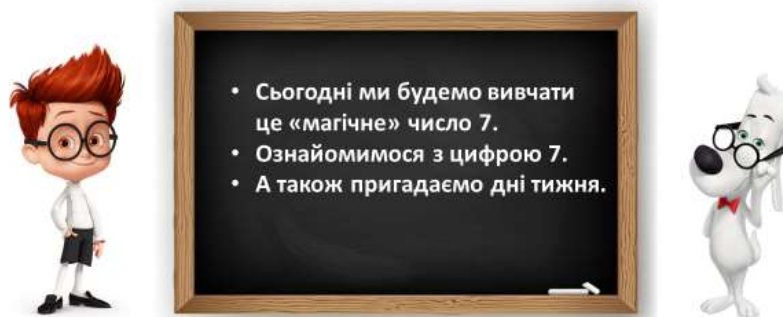 • Сьогодні ми будемо вивчати
це «магічне» число 7.
• Ознайомимося з цифрою 7.
• А також пригадаємо дні тижня.